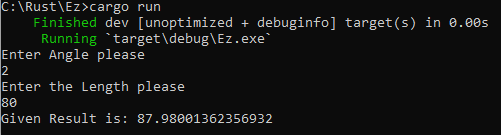 C:\Rust\Ez>cargo run
Finished dev [unoptimized + debuginfo] target(s) in 0.00s
Running `target\debug\Ez.exe`
Enter Angle please
2
Enter the Length please
80
Given Result is: 87.98001362356932